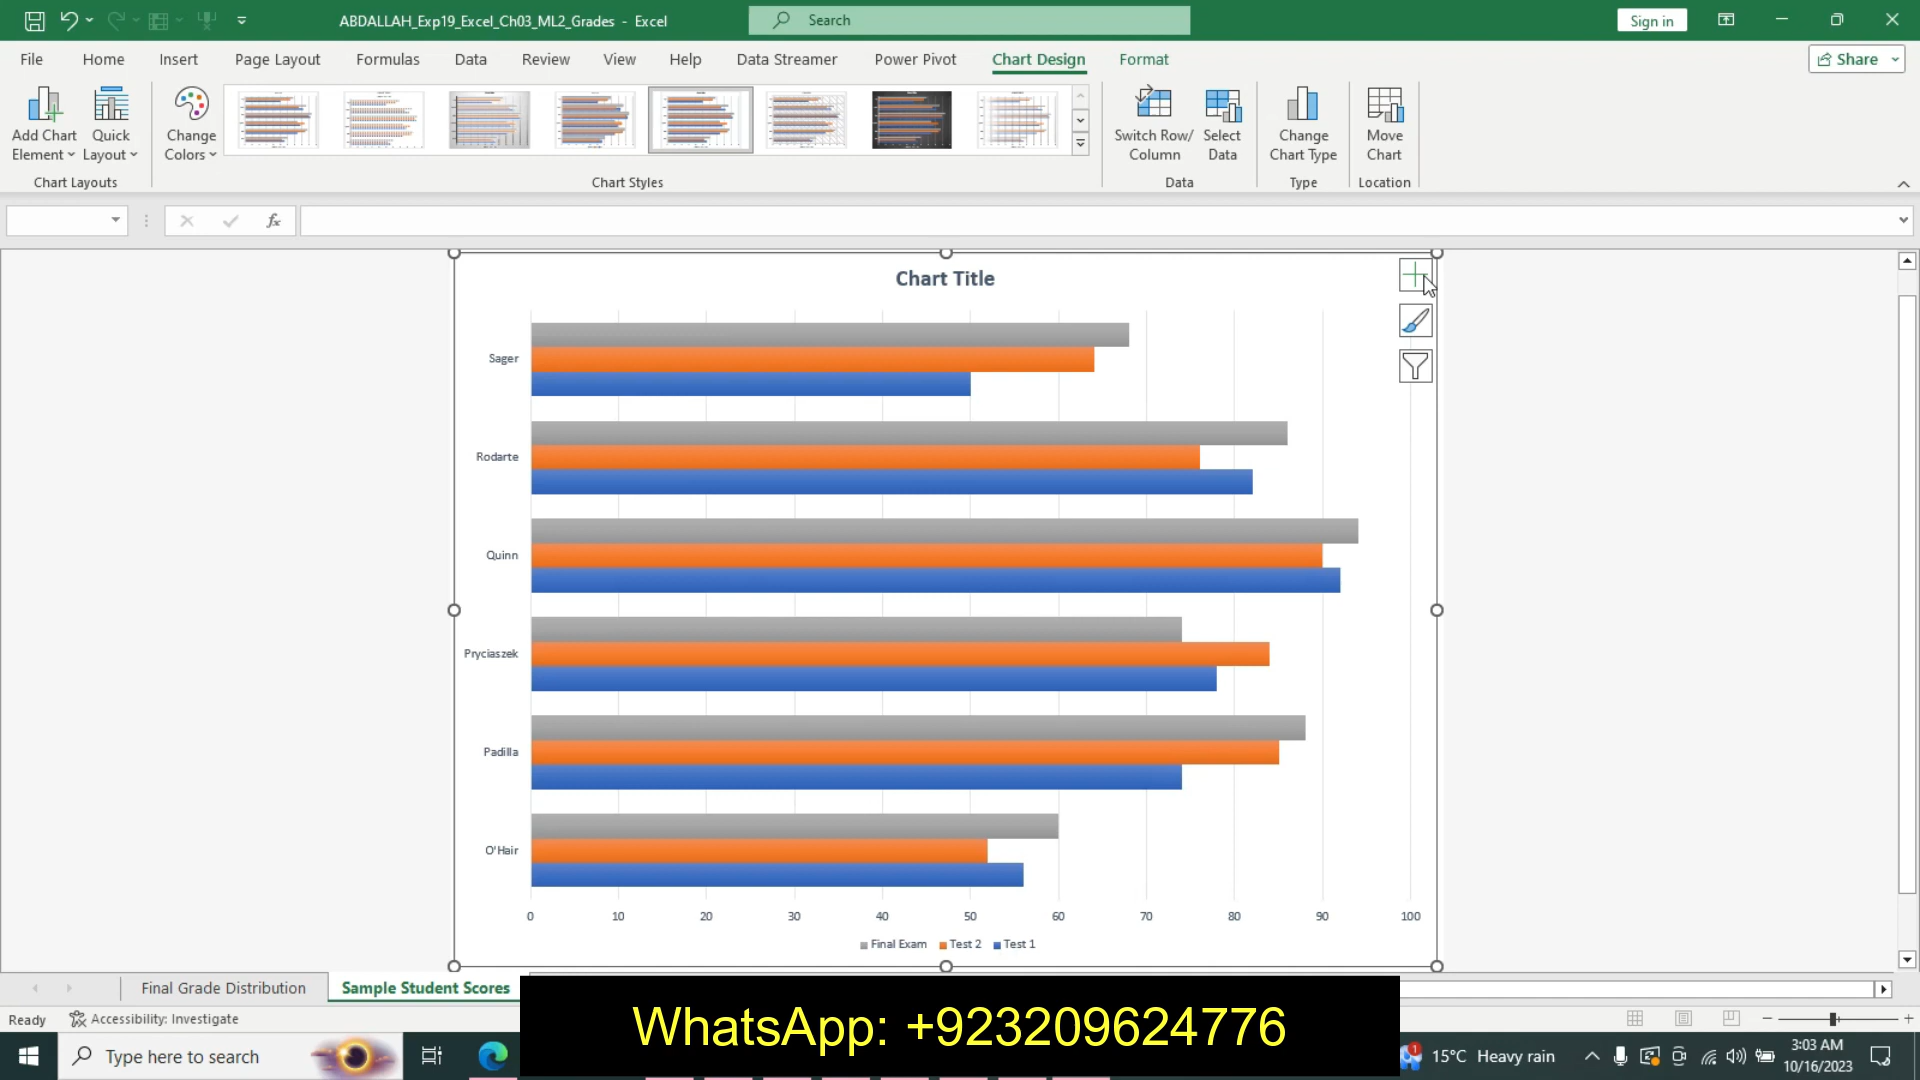 ABDALLAH_Exp19_Excel_Ch03_ML2_Grades - Excel
Search
Sign in
File Home Insert Page Layout Formulas Data Review View Help Data Streamer Power Pivot Chart Design Format
Share
Add Chart Element
Quick Layout
Change Colors
Switch Row/ Column
Select Data
Change Chart Type
Move Chart
Chart Layouts
Chart Styles
Data
Type
Location
fx
Chart Title
Sager
Rodarte
Quinn
Pryciaszek
Padilla
O'Hair
0 10 20 30 40 50 60 70 80 90 100
Final Exam Test 2 Test 1
Final Grade Distribution
Sample Student Scores
WhatsApp: +923209624776
Ready
Accessibility: Investigate
Type here to search
1
15°C Heavy rain
3:03 AM
10/16/2023